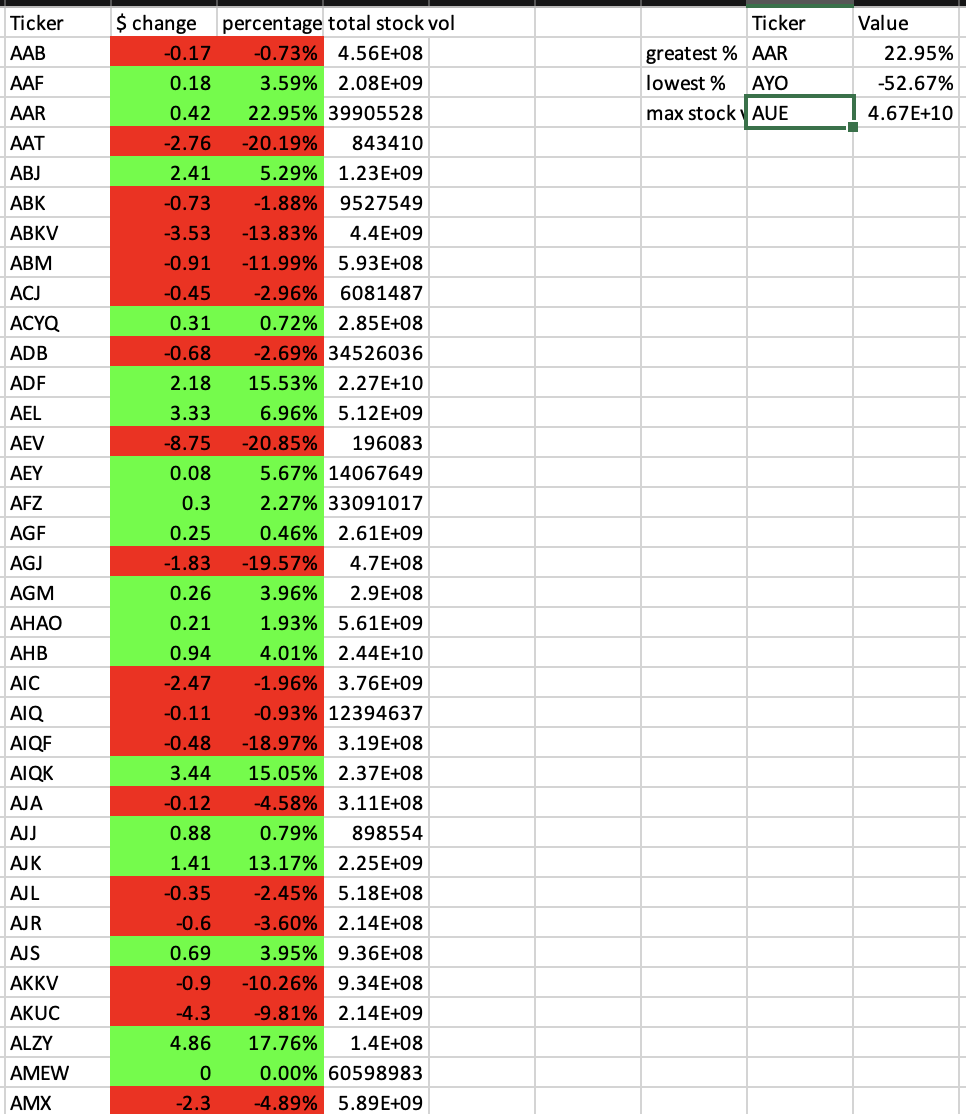 Ticker $ change percentage total stock vol Ticker Value
AAB -0.17 -0.73% 4.56E+08 greatest % AAR 22.95%
AAF 0.18 3.59% 2.08E+09 lowest % AYO -52.67%
AAR 0.42 22.95% 39905528 max stock v AUE 4.67E+10
AAT -2.76 -20.19% 843410
ABJ 2.41 5.29% 1.23E+09
ABK -0.73 -1.88% 9527549
ABKV -3.53 -13.83% 4.4E+09
ABM -0.91 -11.99% 5.93E+08
ACJ -0.45 -2.96% 6081487
ACYQ 0.31 0.72% 2.85E+08
ADB -0.68 -2.69% 34526036
ADF 2.18 15.53% 2.27E+10
AEL 3.33 6.96% 5.12E+09
AEV -8.75 -20.85% 196083
AEY 0.08 5.67% 14067649
AFZ 0.3 2.27% 33091017
AGF 0.25 0.46% 2.61E+09
AGJ -1.83 -19.57% 4.7E+08
AGM 0.26 3.96% 2.9E+08
AHAO 0.21 1.93% 5.61E+09
AHB 0.94 4.01% 2.44E+10
AIC -2.47 -1.96% 3.76E+09
AIQ -0.11 -0.93% 12394637
AIQF -0.48 -18.97% 3.19E+08
AIQK 3.44 15.05% 2.37E+08
AJA -0.12 -4.58% 3.11E+08
AJJ 0.88 0.79% 898554
AJK 1.41 13.17% 2.25E+09
AJL -0.35 -2.45% 5.18E+08
AJR -0.6 -3.60% 2.14E+08
AJS 0.69 3.95% 9.36E+08
AKKV -0.9 -10.26% 9.34E+08
AKUC -4.3 -9.81% 2.14E+09
ALZY 4.86 17.76% 1.4E+08
AMEW 0 0.00% 60598983
AMX -2.3 -4.89% 5.89E+09